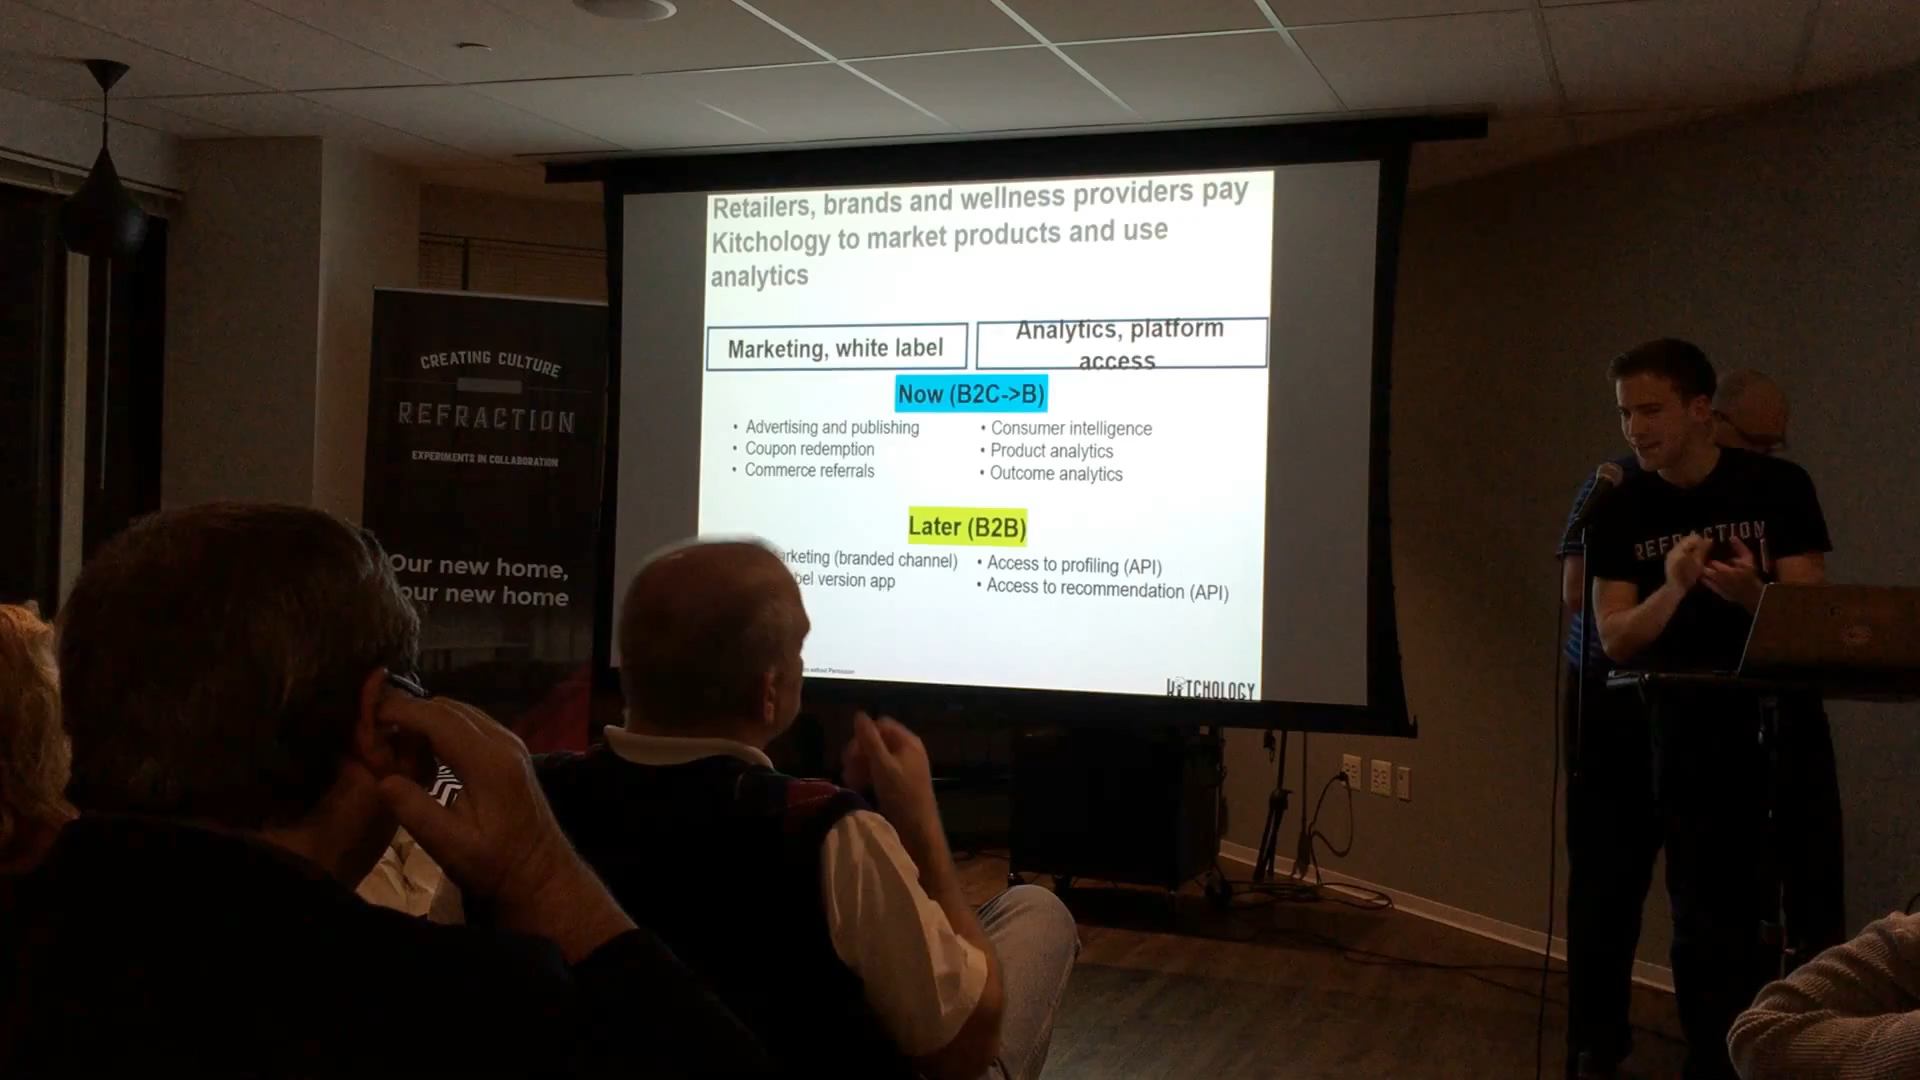 Retailers, brands and wellness providers pay
Kitchology to market products and use
analytics
Marketing, white label
Analytics, platform
access
Now (B2C->B)
• Advertising and publishing
• Coupon redemption
• Commerce referrals
• Consumer intelligence
• Product analytics
• Outcome analytics
Later (B2B)
(branded channel)
version app
• Access to profiling (API)
• Access to recommendation (API)
KITCHOLOGY
CREATING CULTURE
REFRACTION
EXPERIMENTS IN COLLABORATION
Our new home,
our new home
REFRACTION